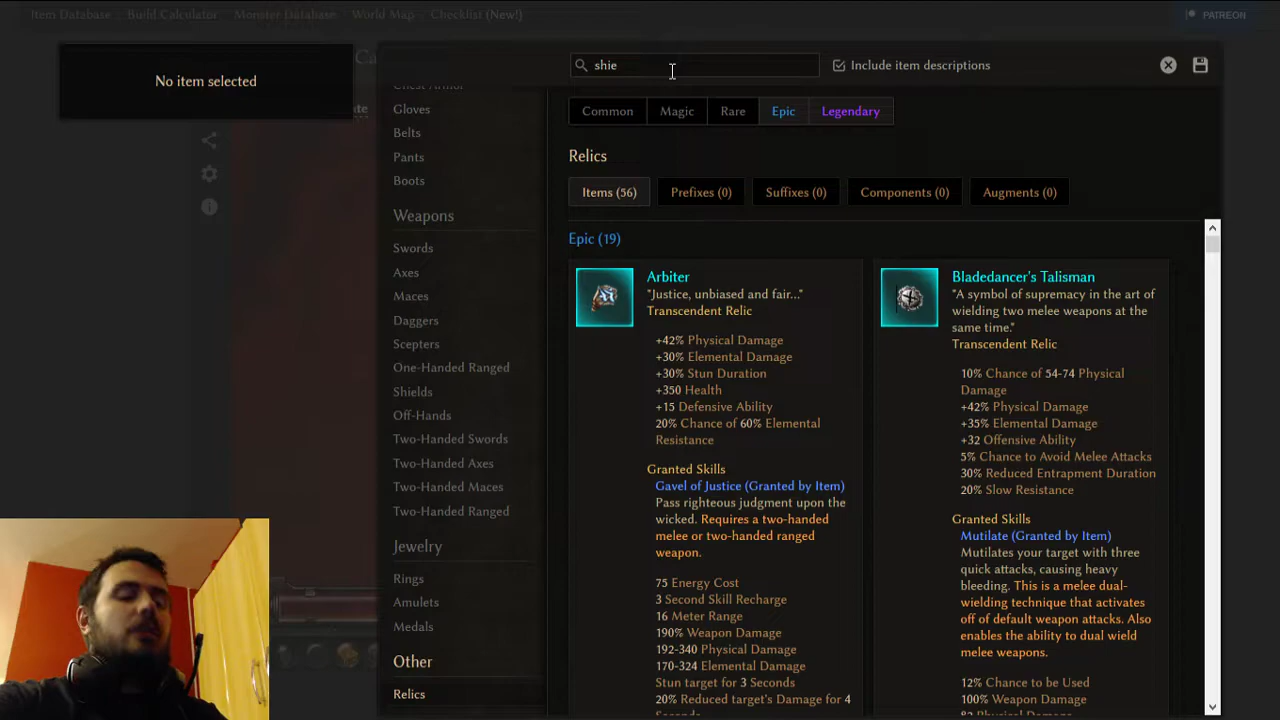 Item Database Build Calculator Monster Database World Map Checklist (New!) PATREON
No item selected
shie
Include item descriptions
Chest Armor
Gloves
Belts
Pants
Boots
Weapons
Swords
Axes
Maces
Daggers
Scepters
One-Handed Ranged
Shields
Off-Hands
Two-Handed Swords
Two-Handed Axes
Two-Handed Maces
Two-Handed Ranged
Jewelry
Rings
Amulets
Medals
Other
Relics
Common Magic Rare Epic Legendary
Relics
Items (56) Prefixes (0) Suffixes (0) Components (0) Augments (0)
Epic (19)
Arbiter
"Justice, unbiased and fair..."
Transcendent Relic
+42% Physical Damage
+30% Elemental Damage
+30% Stun Duration
+350 Health
+15 Defensive Ability
20% Chance of 60% Elemental
Resistance
Granted Skills
Gavel of Justice (Granted by Item)
Pass righteous judgment upon the
wicked. Requires a two-handed
melee or two-handed ranged
weapon.
75 Energy Cost
3 Second Skill Recharge
16 Meter Range
190% Weapon Damage
192-340 Physical Damage
170-324 Elemental Damage
Stun target for 3 Seconds
20% Reduced target's Damage for 4
Seconds
Bladedancer's Talisman
"A symbol of supremacy in the art of
wielding two melee weapons at the
same time."
Transcendent Relic
10% Chance of 54-74 Physical
Damage
+42% Physical Damage
+35% Elemental Damage
+32 Offensive Ability
5% Chance to Avoid Melee Attacks
30% Reduced Entrapment Duration
20% Slow Resistance
Granted Skills
Mutilate (Granted by Item)
Mutilates your target with three
quick attacks, causing heavy
bleeding. This is a melee dual-
wielding technique that activates
off of default weapon attacks. Also
enables the ability to dual wield
melee weapons.
12% Chance to be Used
100% Weapon Damage